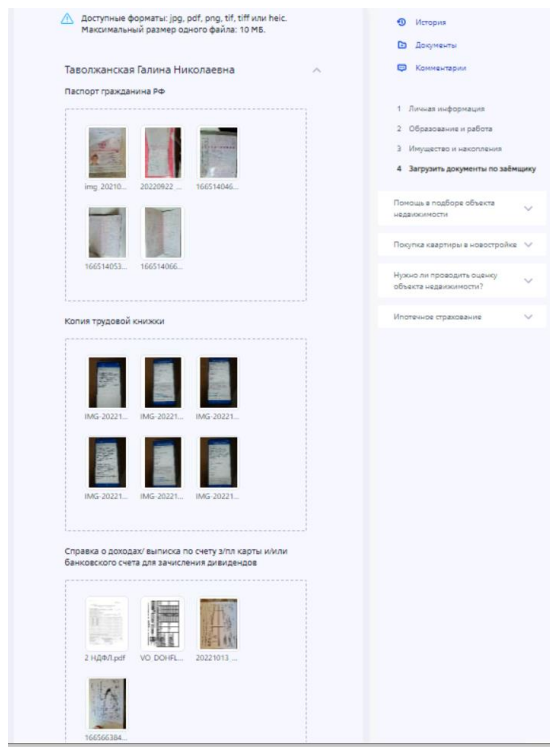 Доступные форматы: jpg, pdf, png, tif, tiff или heic.
Максимальный размер одного файла: 10 МБ.
Таволжанская Галина Николаевна
Паспорт гражданина РФ
img_20210...
20220922_...
166514046...
166514053...
166514066...
Копия трудовой книжки
IMG-20221...
IMG-20221...
IMG-20221...
IMG-20221...
IMG-20221...
IMG-20221...
Справка о доходах/ выписка по счету з/пл карты и/или
банковского счета для зачисления дивидендов
2 НДФЛ.pdf
VO_DOHFL...
20221013_...
166566384...
История
Документы
Комментарии
1 Личная информация
2 Образование и работа
3 Имущество и накопления
4 Загрузить документы по заёмщику
Помощь в подборе объекта
недвижимости
Покупка квартиры в новостройке
Нужно ли проводить оценку
объекта недвижимости?
Ипотечное страхование